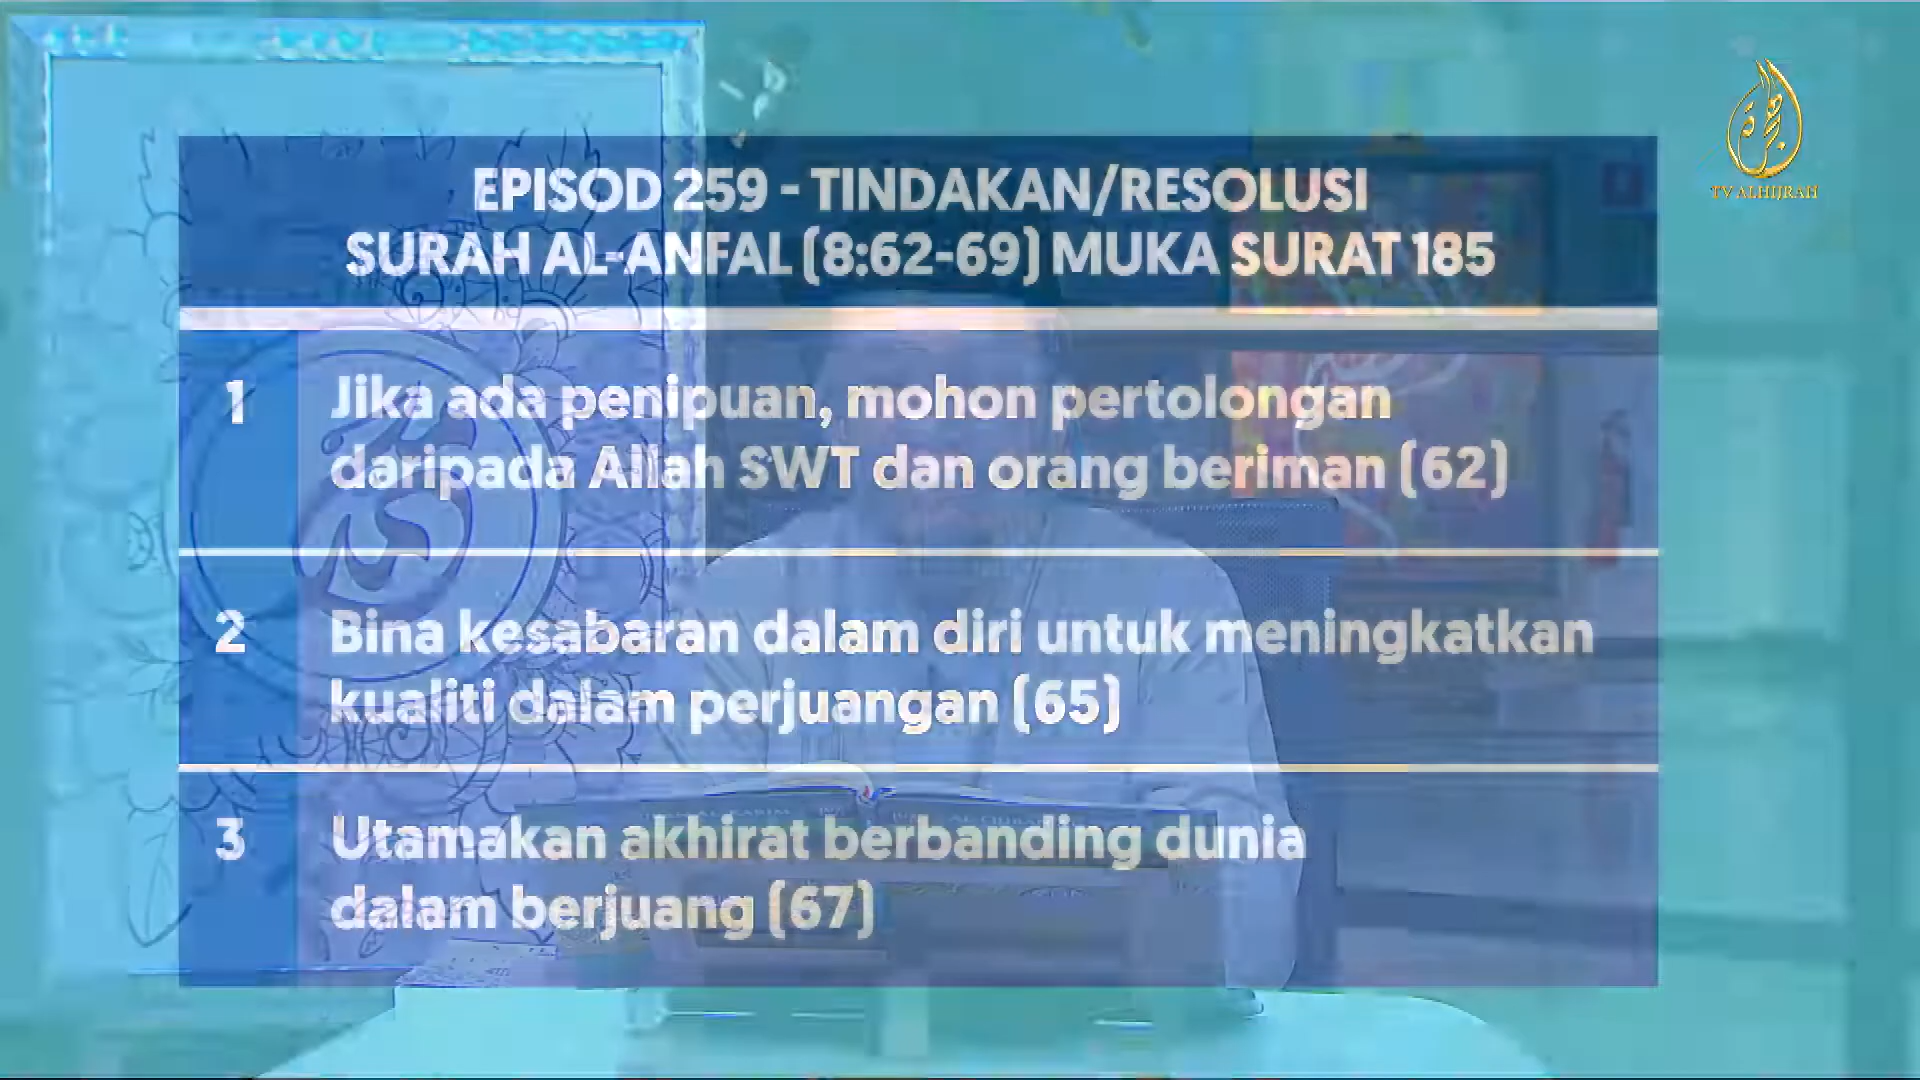 TV ALHIJRAH
EPISOD 259 - TINDAKAN/RESOLUSI
SURAH AL-ANFAL (8:62-69) MUKA SURAT 185
1
Jika ada penipuan, mohon pertolongan
daripada Allah SWT dan orang beriman (62)
2
Bina kesabaran dalam diri untuk meningkatkan
kualiti dalam perjuangan (65)
3
Utamakan akhirat berbanding dunia
dalam berjuang (67)